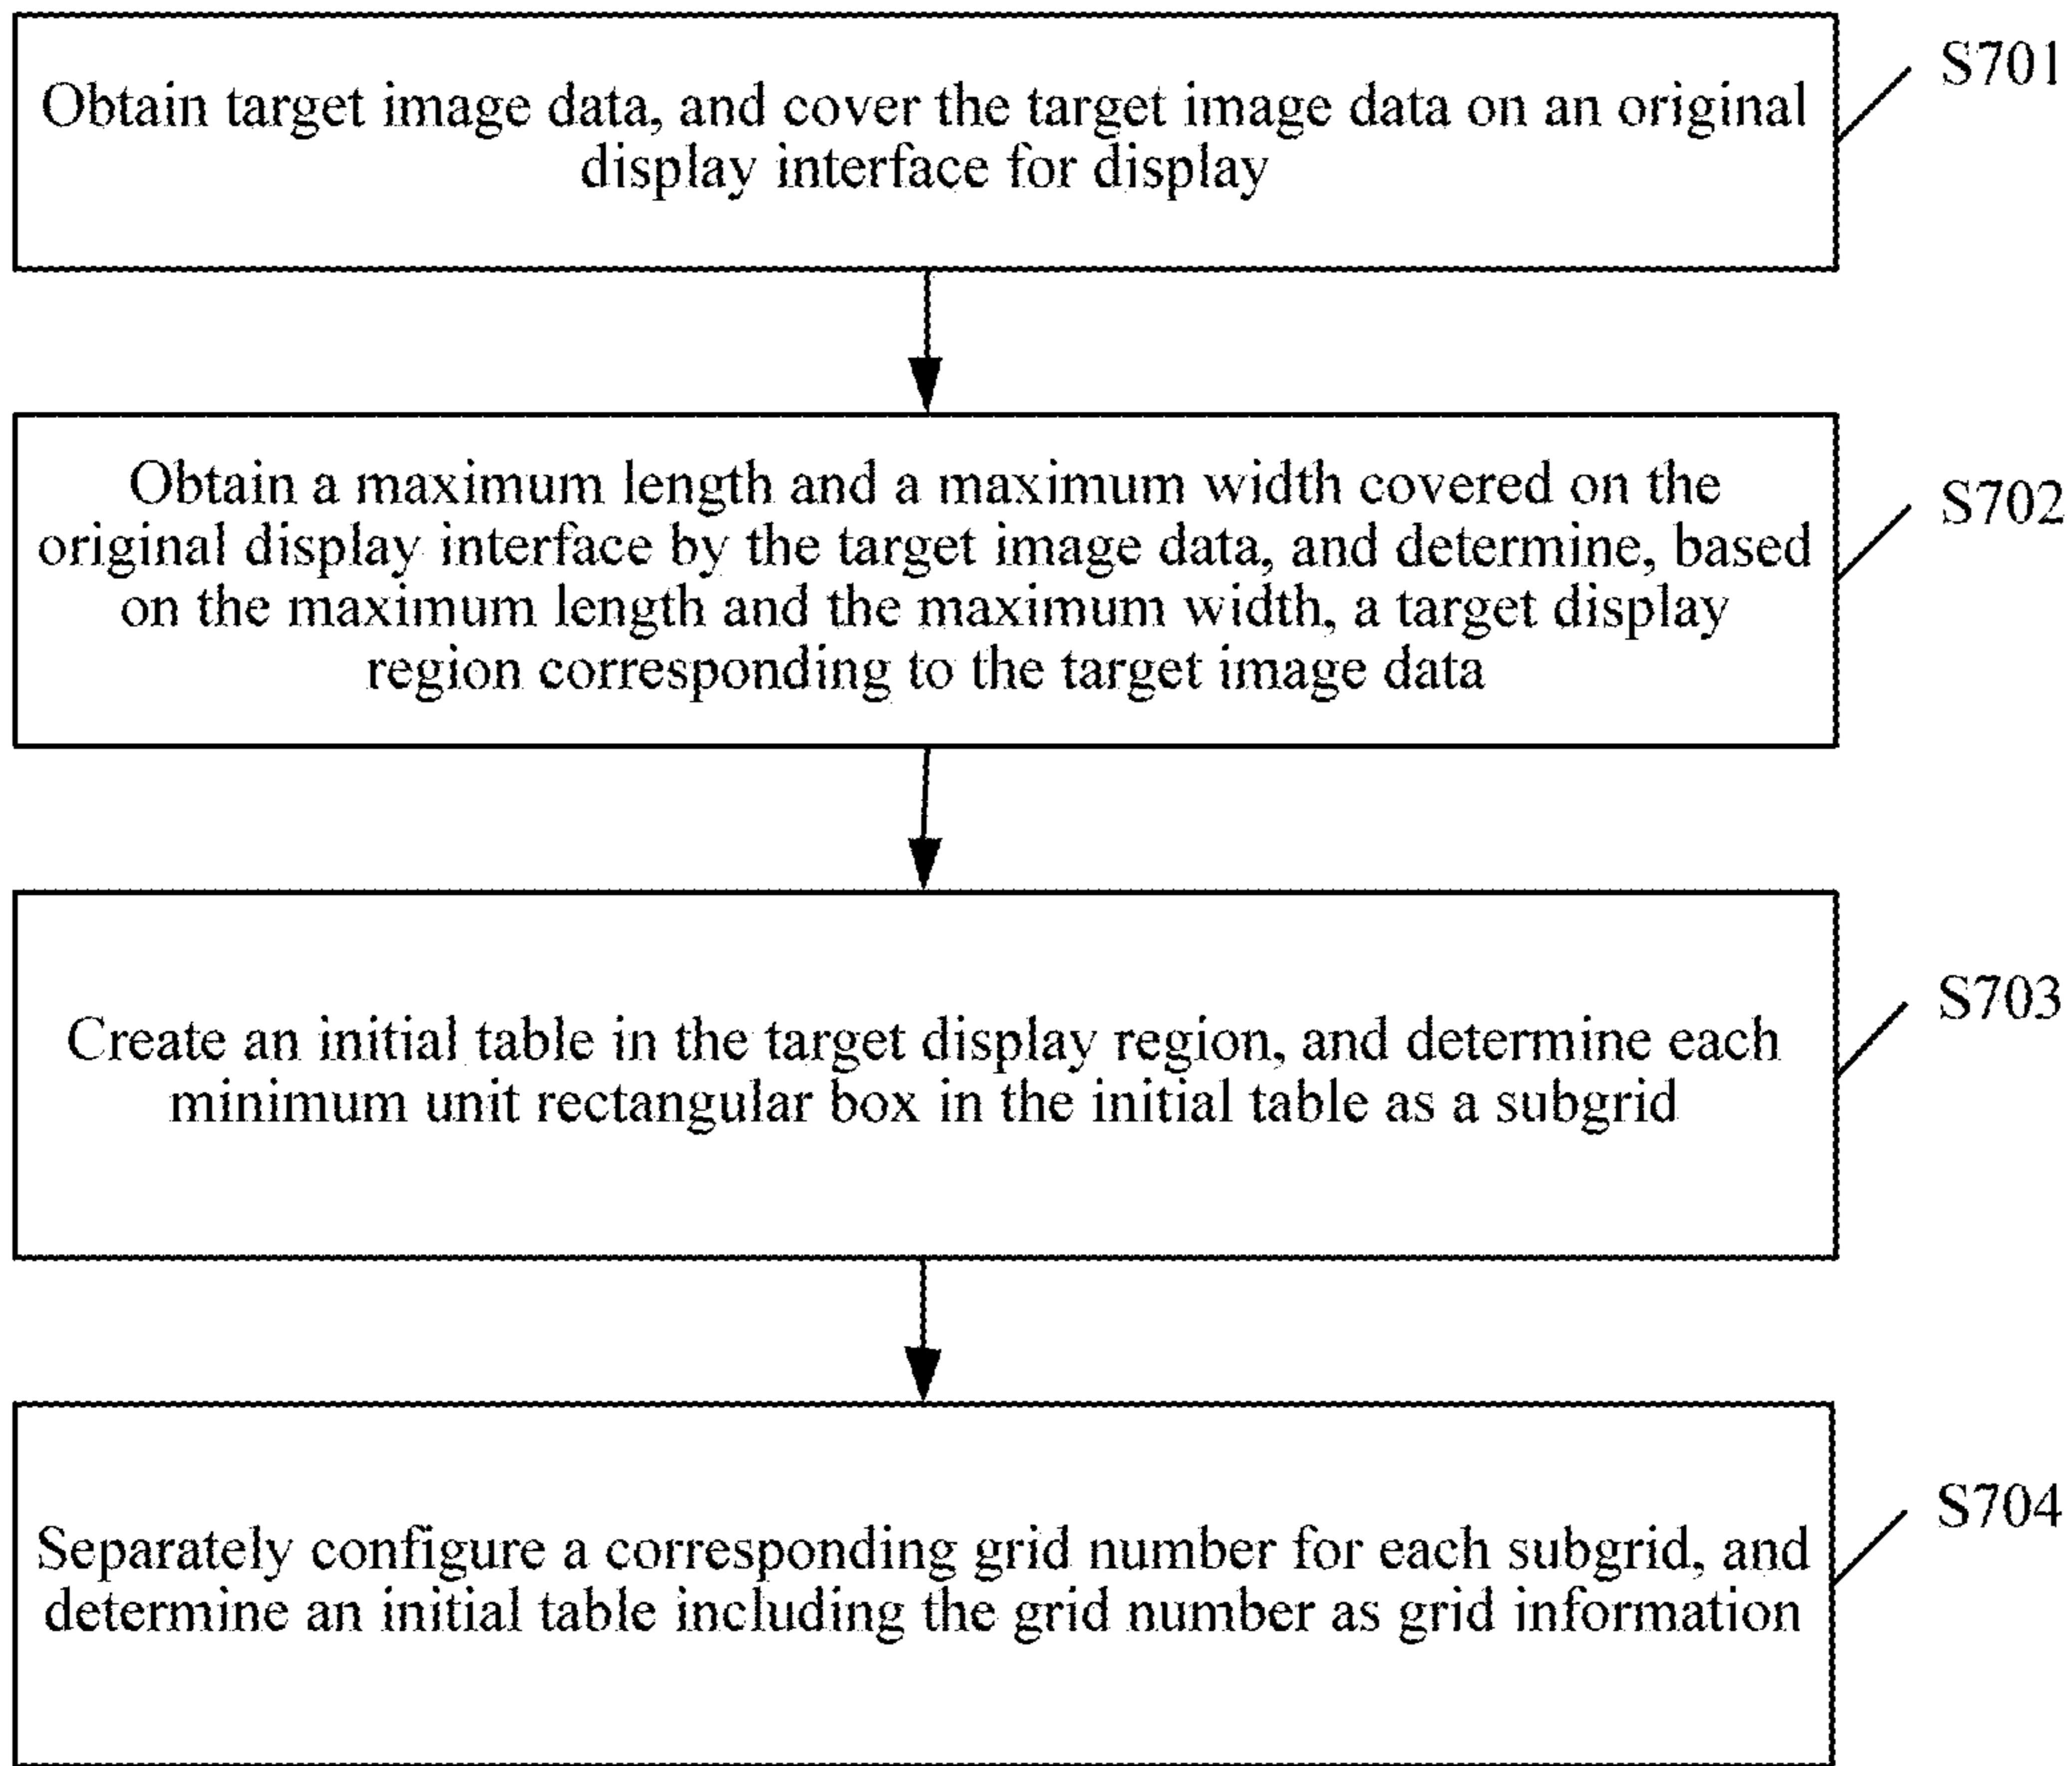 Obtain target image data, and cover the target image data on an original
display interface for display
S701
Obtain a maximum length and a maximum width covered on the
original display interface by the target image data, and determine, based
on the maximum length and the maximum width, a target display
region corresponding to the target image data
S702
Create an initial table in the target display region, and determine each
minimum unit rectangular box in the initial table as a subgrid
S703
Separately configure a corresponding grid number for each subgrid, and
determine an initial table including the grid number as grid information
S704